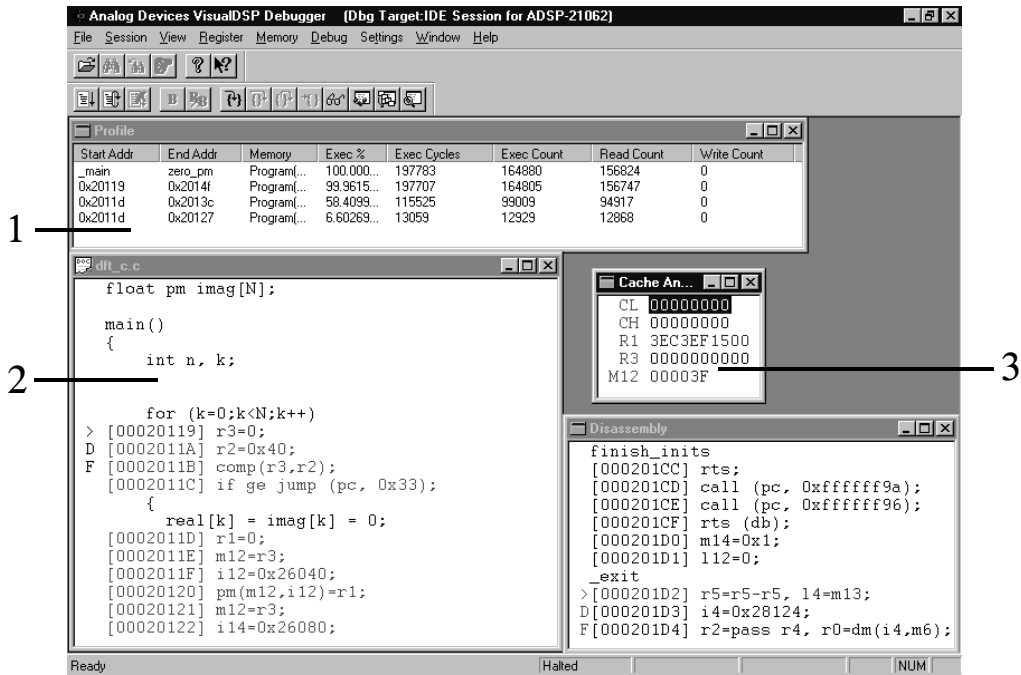 Analog Devices VisualDSP Debugger (Dbg Target:IDE Session for ADSP-21062)
File Session View Register Memory Debug Settings Window Help
Profile
Start Addr End Addr Memory Exec % Exec Cycles Exec Count Read Count Write Count
_main zero_pm Program(... 100.000... 197783 164880 156824 0
0x20119 0x2014f Program(... 99.9615... 197707 164805 156747 0
0x2011d 0x2013c Program(... 58.4099... 115525 99009 94917 0
0x2011d 0x20127 Program(... 6.60269... 13059 12929 12868 0
1
dft_c.c
float pm imag[N];
main()
{
int n, k;
2
for (k=0;k<N;k++)
> [00020119] r3=0;
D [0002011A] r2=0x40;
F [0002011B] comp(r3,r2);
[0002011C] if ge jump (pc, 0x33);
{
real[k] = imag[k] = 0;
[0002011D] r1=0;
[0002011E] m12=r3;
[0002011F] i12=0x26040;
[00020120] pm(m12,i12)=r1;
[00020121] m12=r3;
[00020122] i14=0x26080;
Cache An...
CL 00000000
CH 00000000
R1 3EC3EF1500
R3 0000000000
M12 00003F
3
Disassembly
finish_inits
[000201CC] rts;
[000201CD] call (pc, 0xffffff9a);
[000201CE] call (pc, 0xffffff96);
[000201CF] rts (db);
[000201D0] m14=0x1;
[000201D1] l12=0;
_exit
>[000201D2] r5=r5-r5, l4=m13;
D[000201D3] i4=0x28124;
F[000201D4] r2=pass r4, r0=dm(i4,m6);
Ready Halted NUM